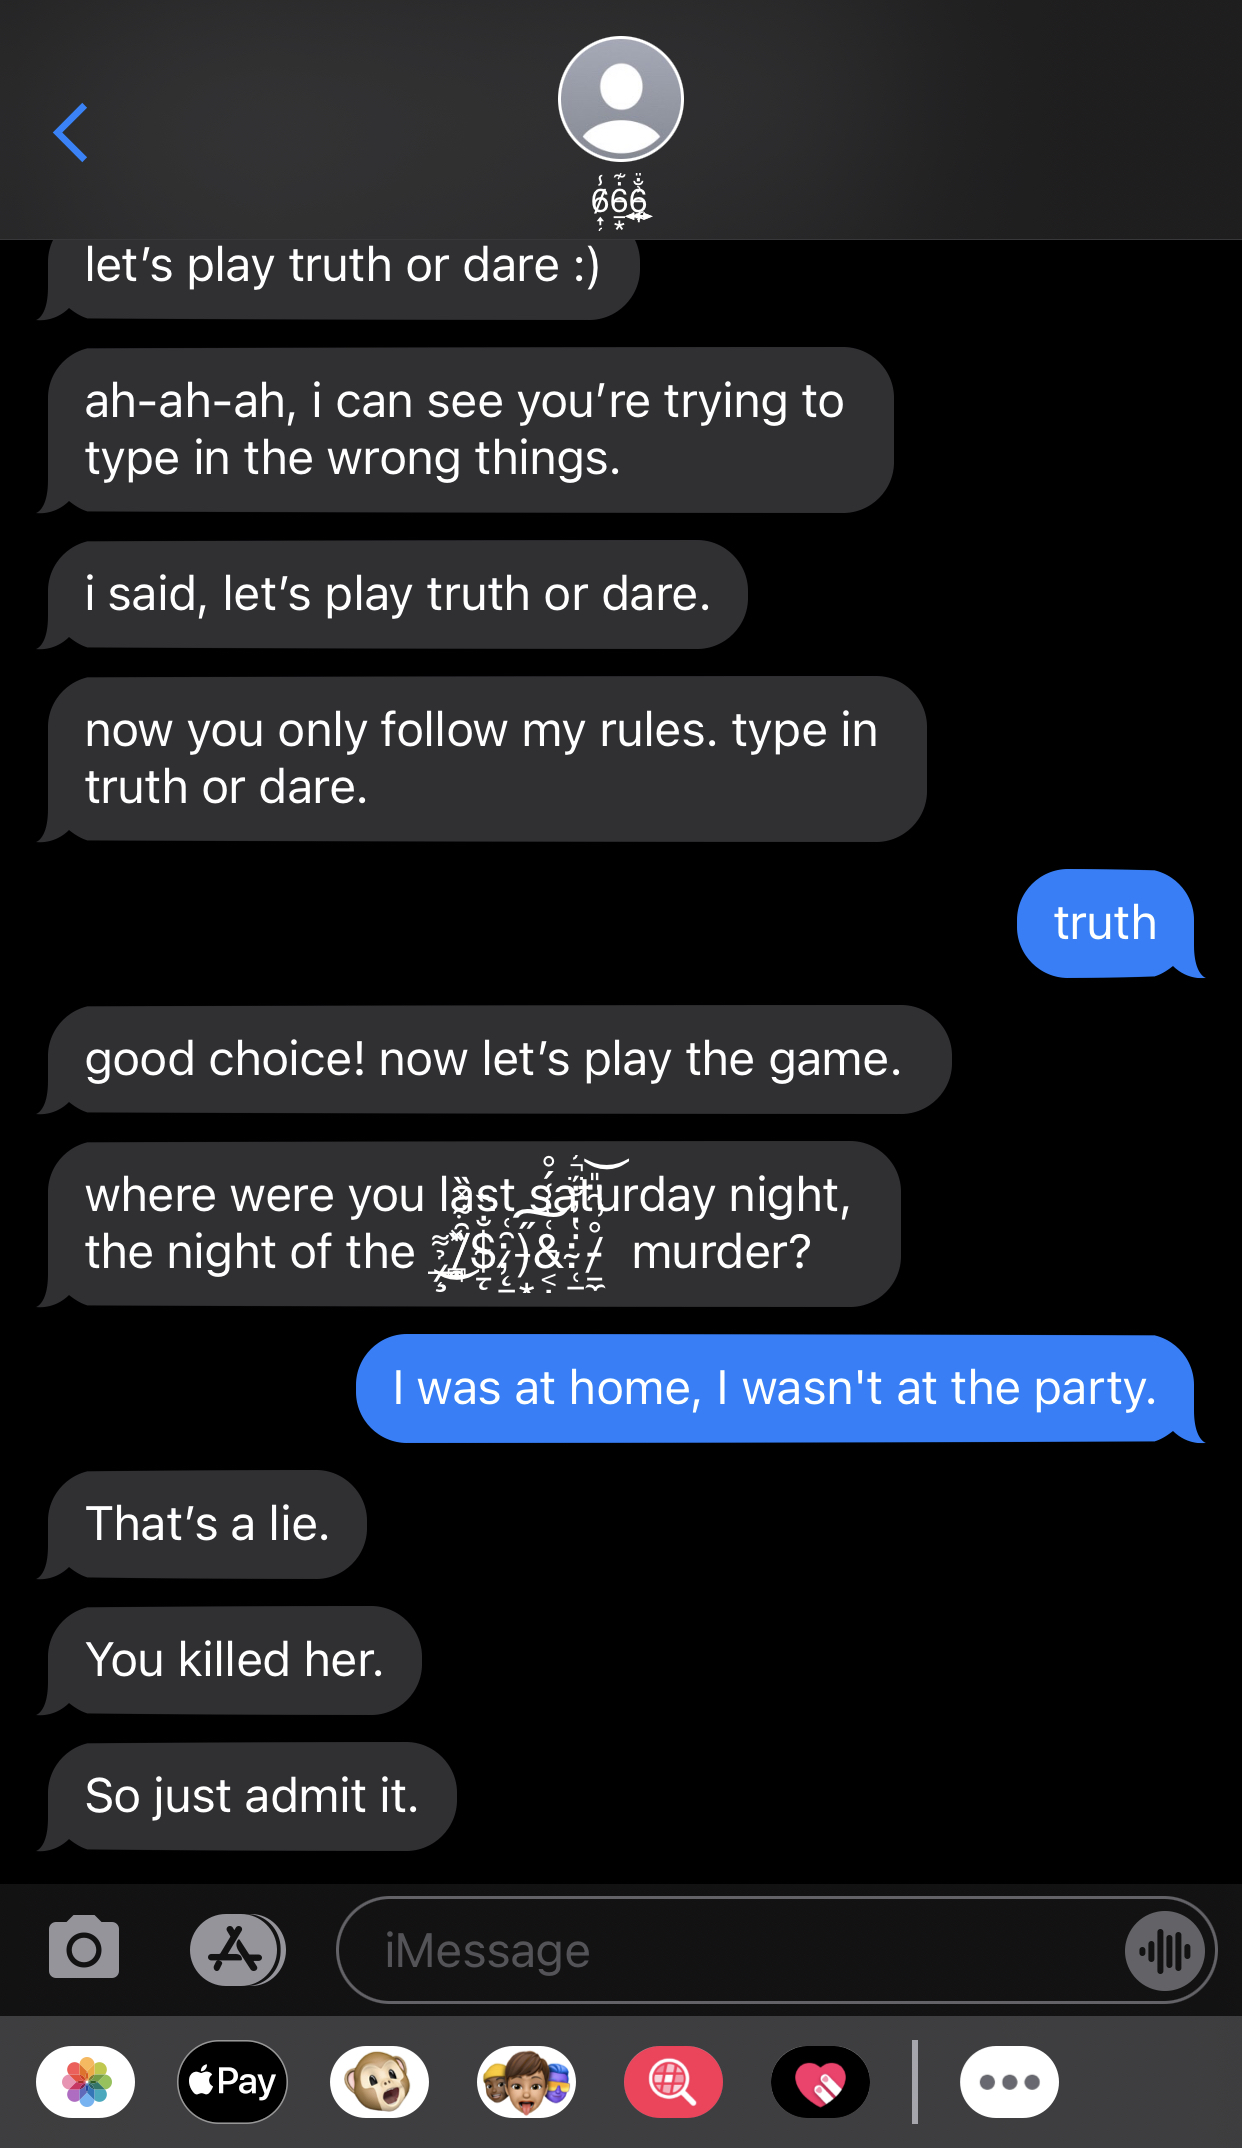 666
let’s play truth or dare :)
ah-ah-ah, i can see you’re trying to
type in the wrong things.
i said, let’s play truth or dare.
now you only follow my rules. type in
truth or dare.
truth
good choice! now let’s play the game.
where were you last saturday night,
the night of the murder?
I was at home, I wasn't at the party.
That’s a lie.
You killed her.
So just admit it.
iMessage
Pay